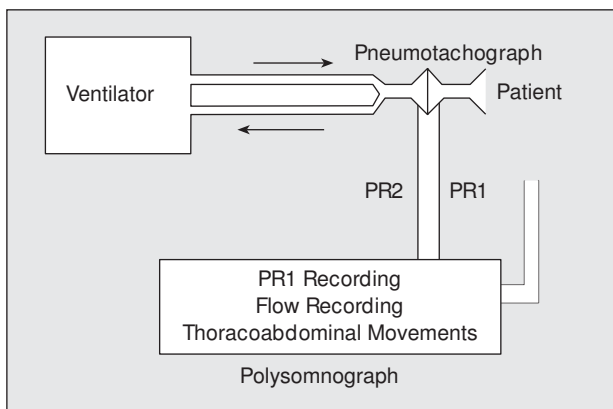 Pneumotachograph
Ventilator
Patient
PR2 PR1
PR1 Recording
Flow Recording
Thoracoabdominal Movements
Polysomnograph